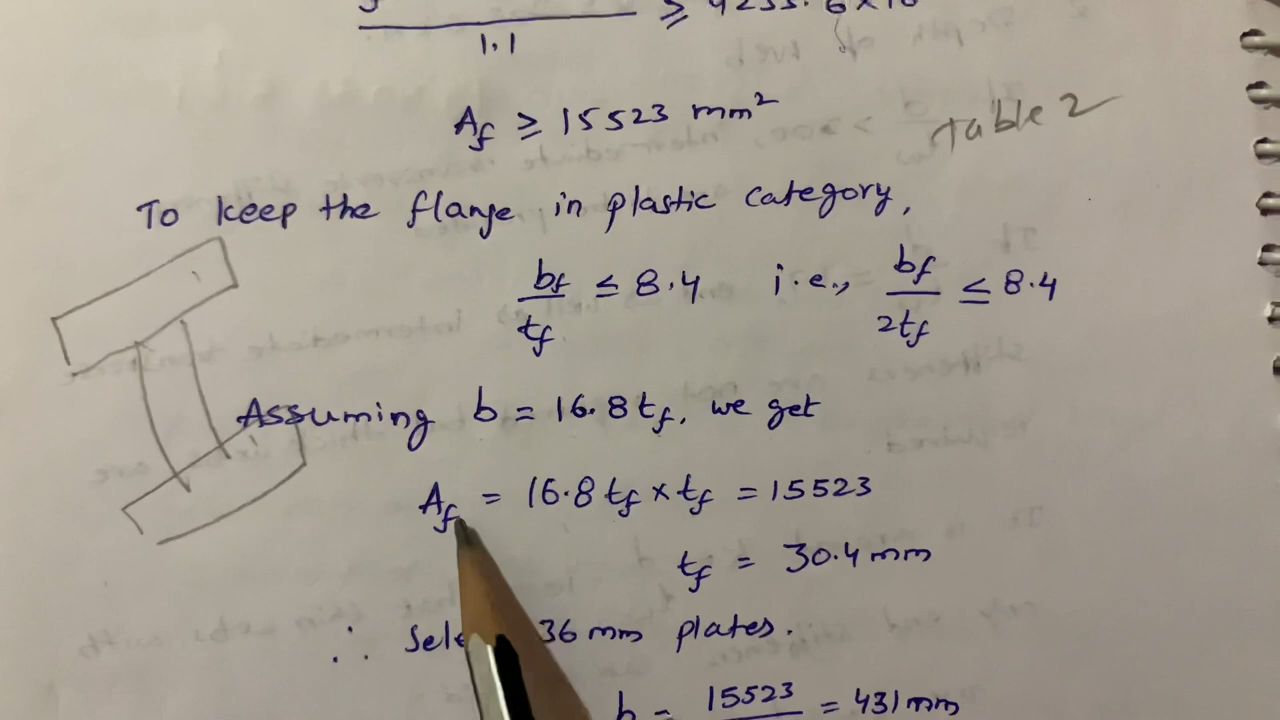 1.1
Af ≥ 15523 mm²
table 2
To keep the flange in plastic category,
bf/tf ≤ 8.4 i.e., bf/2tf ≤ 8.4
Assuming b = 16.8 tf, we get
Af = 16.8 tf × tf = 15523
tf = 30.4 mm
∴ 36 mm plates.
b = 15523 = 431 mm